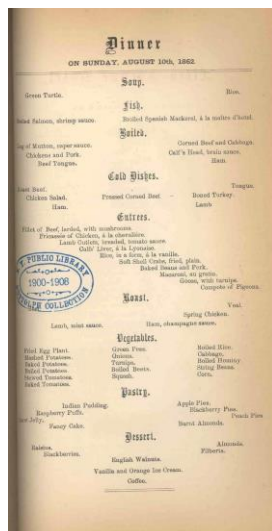 Dinner
ON SUNDAY, AUGUST 10th, 1862.
Soup.
Green Turtle.
Rice.
Fish.
Boiled Salmon, shrimp sauce.
Broiled Spanish Mackerel, à la maitre d'hotel.
Boiled.
Leg of Mutton, caper sauce.
Corned Beef and Cabbage.
Chickens and Pork.
Calf's Head, brain sauce.
Beef Tongue.
Ham.
Cold Dishes.
Roast Beef.
Tongue.
Chicken Salad.
Pressed Corned Beef
Boned Turkey.
Ham.
Lamb
Entrees.
Fillet of Beef, larded, with mushrooms
of Chicken, à la chevaliere.
Lamb Cutlets, breaded, tomato sauce.
Calfs' Liver, à la Lyonaise.
Rice, in a form, à la vanille.
Soft Shell Crabs, fried, plain.
Baked Beans and Pork.
Macaroni, au gratin.
Geese, with turnips.
Compote of Pigeons.
PUBLIC LIBRARY
1900-1906
COLLECTION
Roast.
Veal.
Spring Chicken.
Lamb, mint sauce.
Ham, champagne sauce.
Vegetables.
Fried Egg Plant.
Green Peas.
Boiled Rice.
Mashed Potatoes.
Onions.
Cabbage.
Baked Potatoes.
Turnips.
Boiled Hominy
Boiled Potatoes
Boiled Beets.
String Beans.
Stewed Tomatoes.
Squash.
Corn.
Baked Tomatoes.
Pastry.
Indian Pudding.
Apple Pies.
Raspberry Puffs.
Blackberry Pies.
Jelly.
Peach Pies
Fancy Cake.
Burnt Almonds.
Dessert.
Raisins.
Almonds.
Blackberries.
Filberts.
English Walnuts.
Vanilla and Orange Ice Cream.
Coffee.